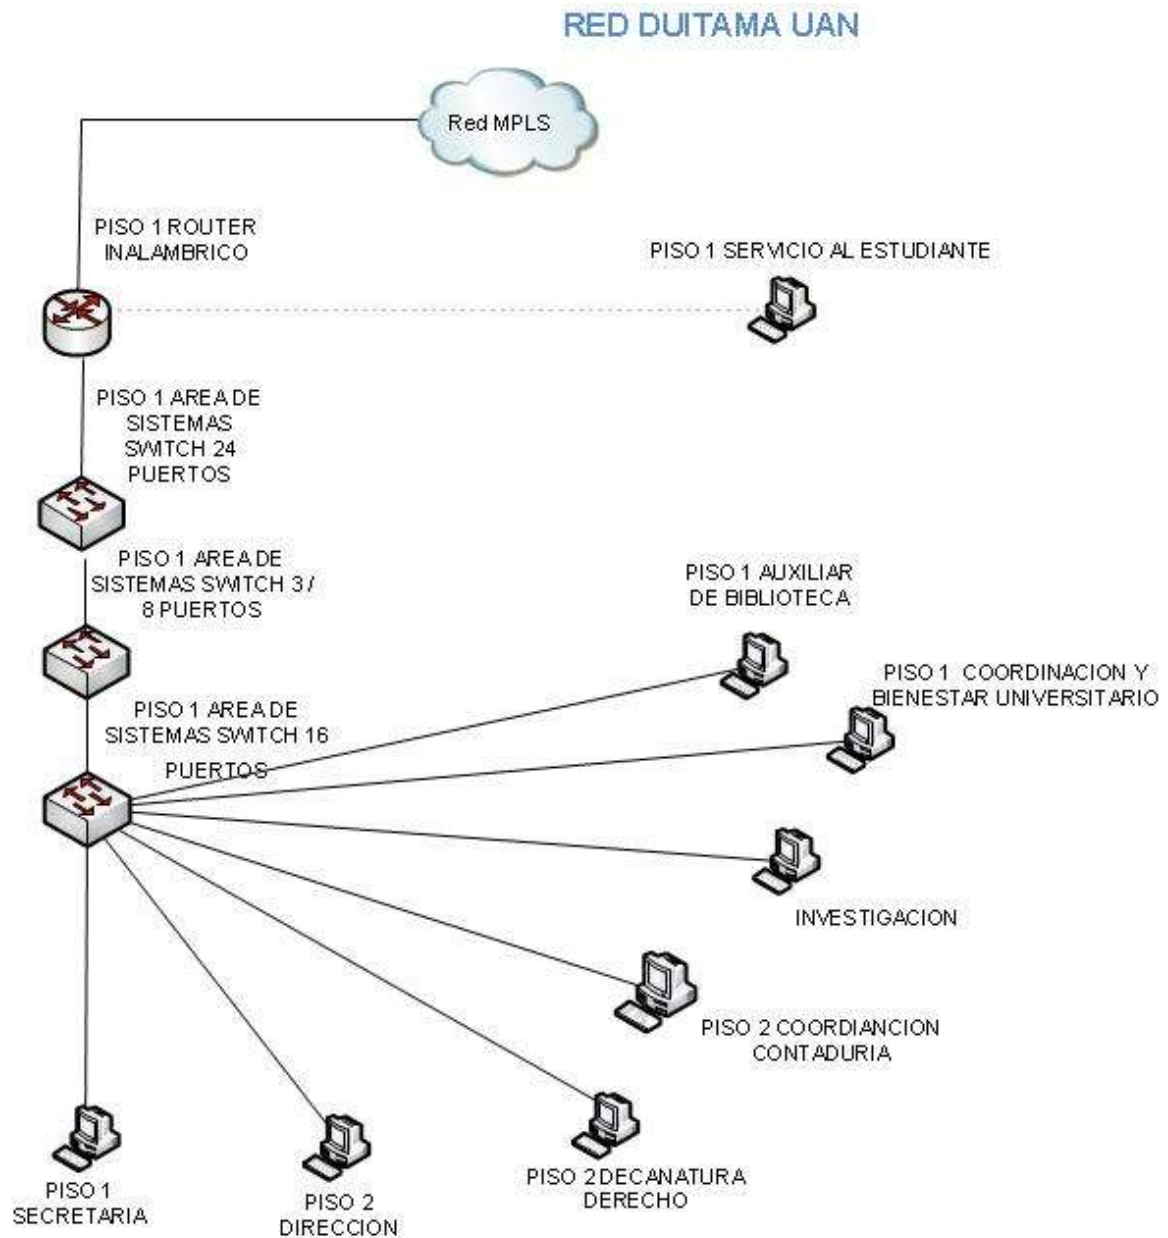 RED DUITAMA UAN
Red MPLS
PISO 1 ROUTER
INALAMBRICO
PISO 1 SERVICIO AL ESTUDIANTE
PISO 1 AREA DE
SISTEMAS
SWITCH 24
PUERTOS
PISO 1 AREA DE
SISTEMAS SWITCH 3 /
8 PUERTOS
PISO 1 AUXILIAR
DE BIBLIOTECA
PISO 1 COORDINACION Y
BIENESTAR UNIVERSITARIO
PISO 1 AREA DE
SISTEMAS SWITCH 16
PUERTOS
INVESTIGACION
PISO 2 COORDIANCION
CONTADURIA
PISO 2 DECANATURA
DERECHO
PISO 1
SECRETARIA
PISO 2
DIRECCION